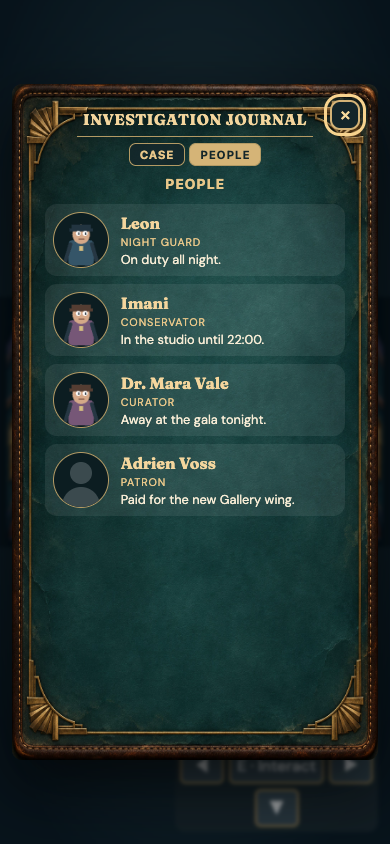 INVESTIGATION JOURNAL
×
CASE
PEOPLE
PEOPLE
Leon
NIGHT GUARD
On duty all night.
Imani
CONSERVATOR
In the studio until 22:00.
Dr. Mara Vale
CURATOR
Away at the gala tonight.
Adrien Voss
PATRON
Paid for the new Gallery wing.
E · Interact